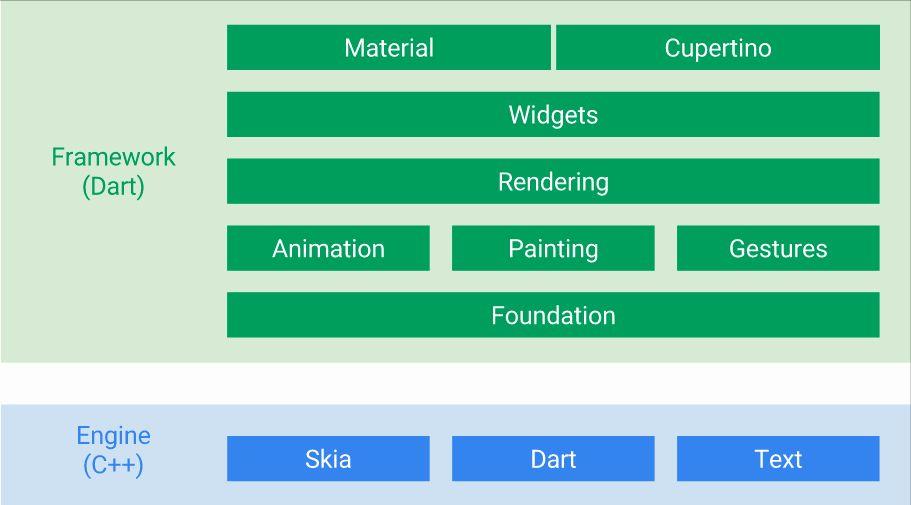 Material
Cupertino
Widgets
Framework
(Dart)
Rendering
Animation
Painting
Gestures
Foundation
Engine
(C++)
Skia
Dart
Text